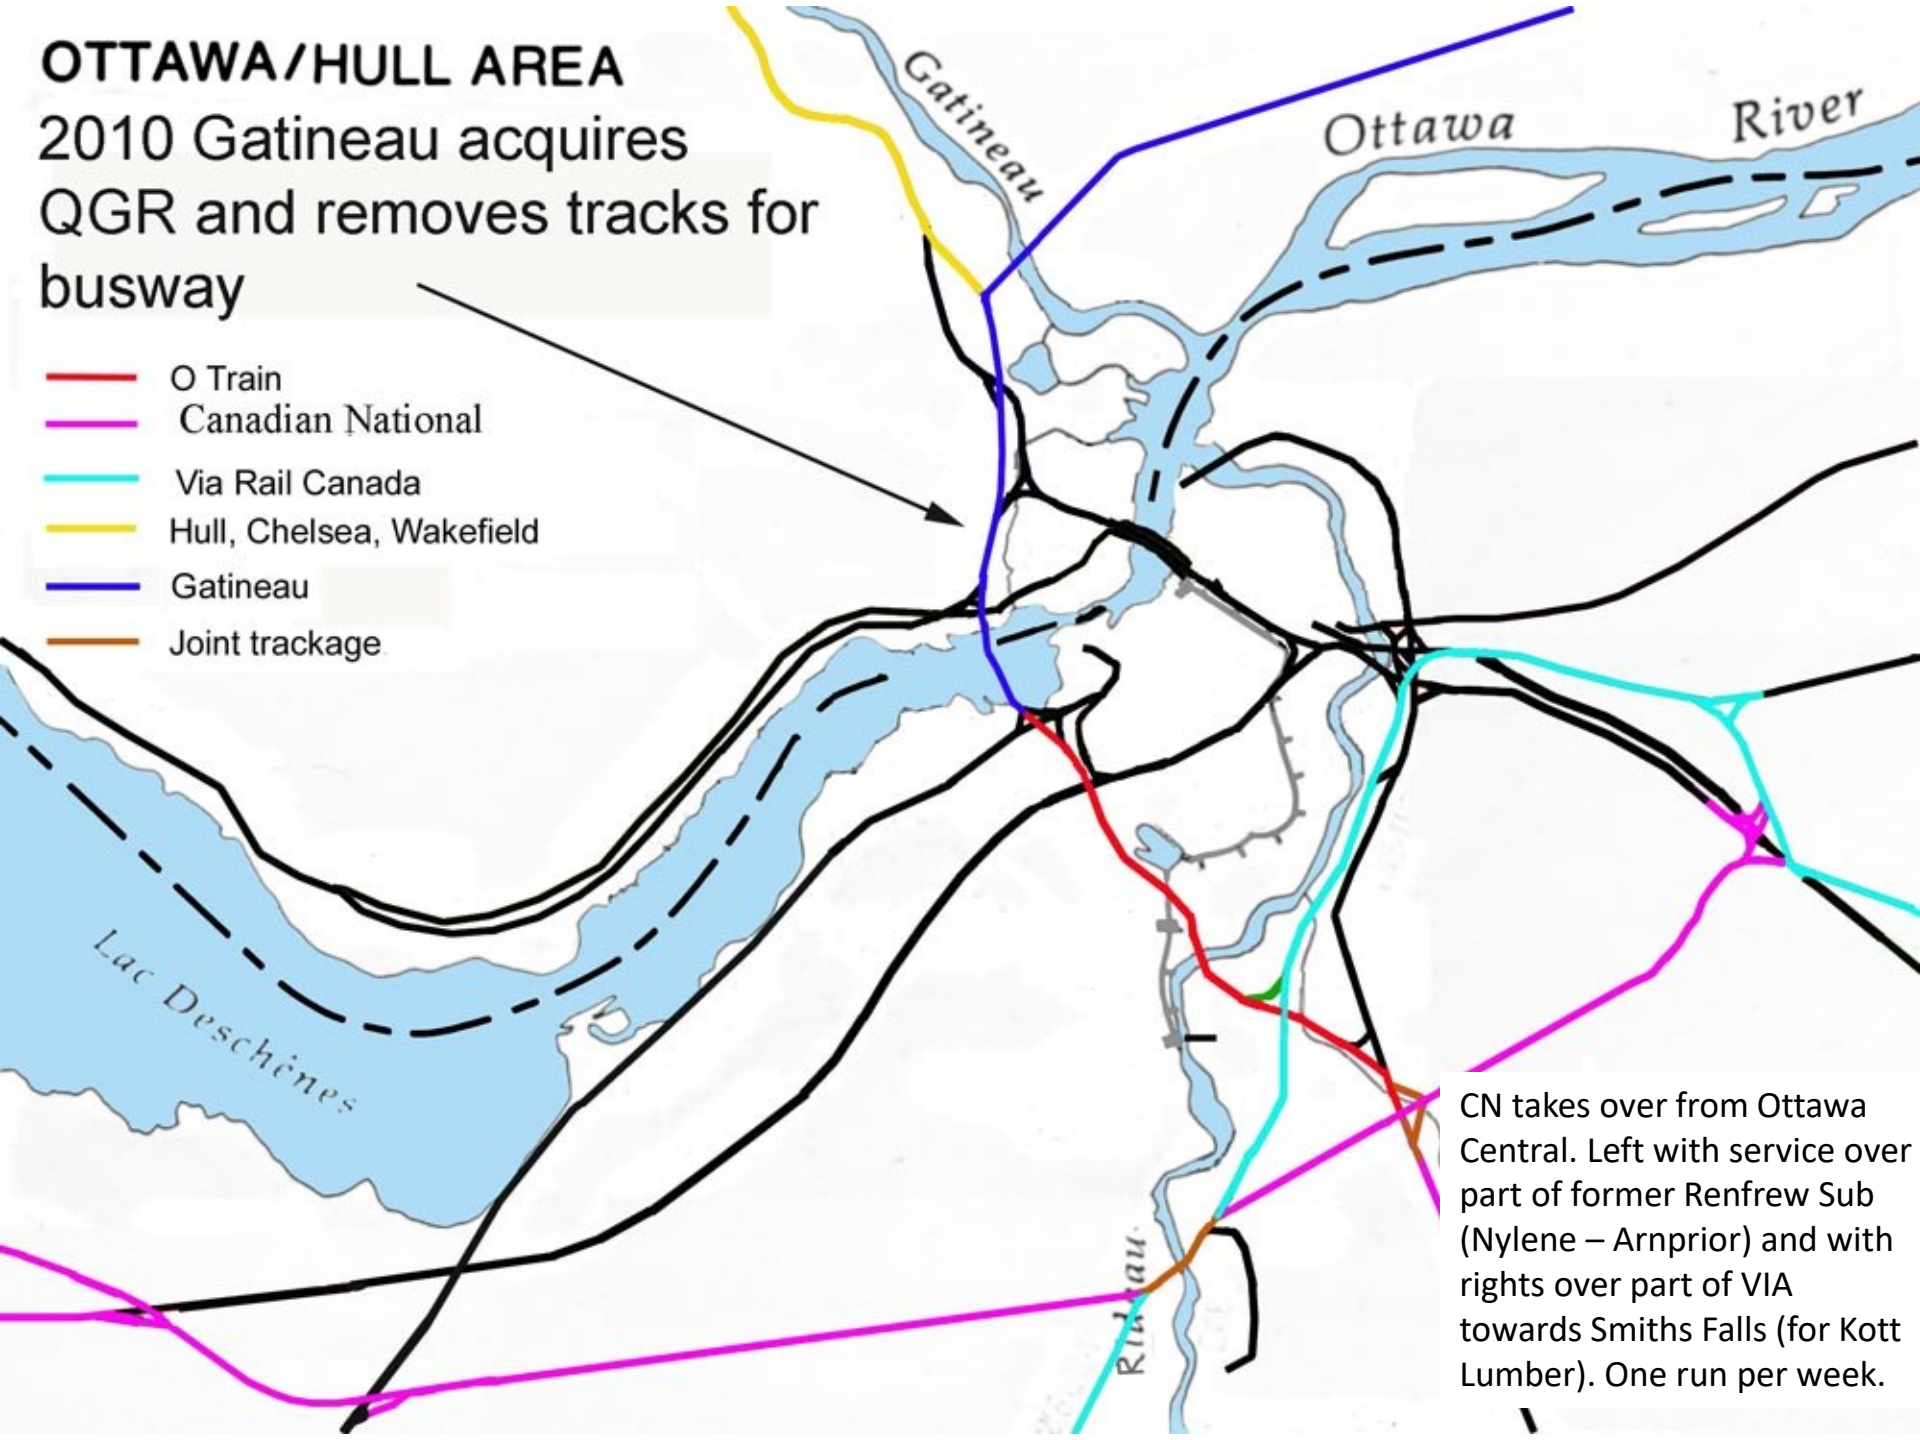 OTTAWA/HULL AREA
2010 Gatineau acquires
QGR and removes tracks for
busway
O Train
Canadian National
Via Rail Canada
Hull, Chelsea, Wakefield
Gatineau
Joint trackage
Gatineau
Ottawa
River
Lac Deschênes
Rideau
CN takes over from Ottawa
Central. Left with service over
part of former Renfrew Sub
(Nylene – Arnprior) and with
rights over part of VIA
towards Smiths Falls (for Kott
Lumber). One run per week.